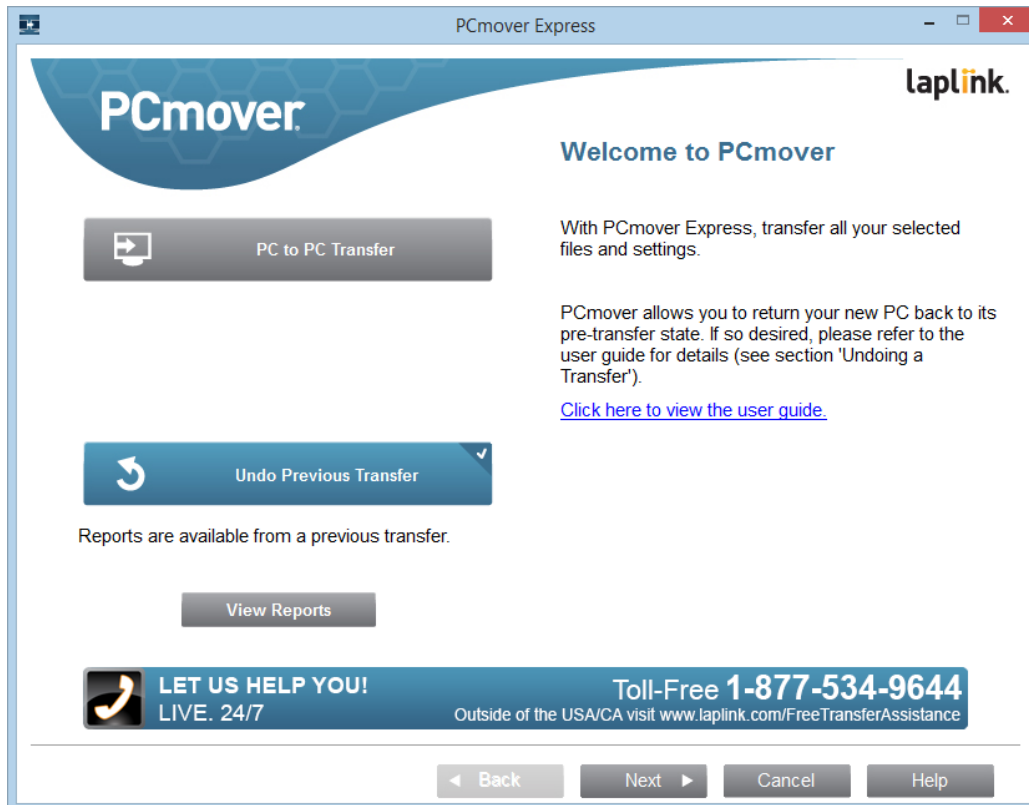 PCmover Express
laplink.
PCmover
Welcome to PCmover
PC to PC Transfer
With PCmover Express, transfer all your selected
files and settings.
PCmover allows you to return your new PC back to its
pre-transfer state. If so desired, please refer to the
user guide for details (see section 'Undoing a
Transfer').
Click here to view the user guide.
Undo Previous Transfer
Reports are available from a previous transfer.
View Reports
LET US HELP YOU!
LIVE. 24/7
Toll-Free 1-877-534-9644
Outside of the USA/CA visit www.laplink.com/FreeTransferAssistance
Back
Next
Cancel
Help